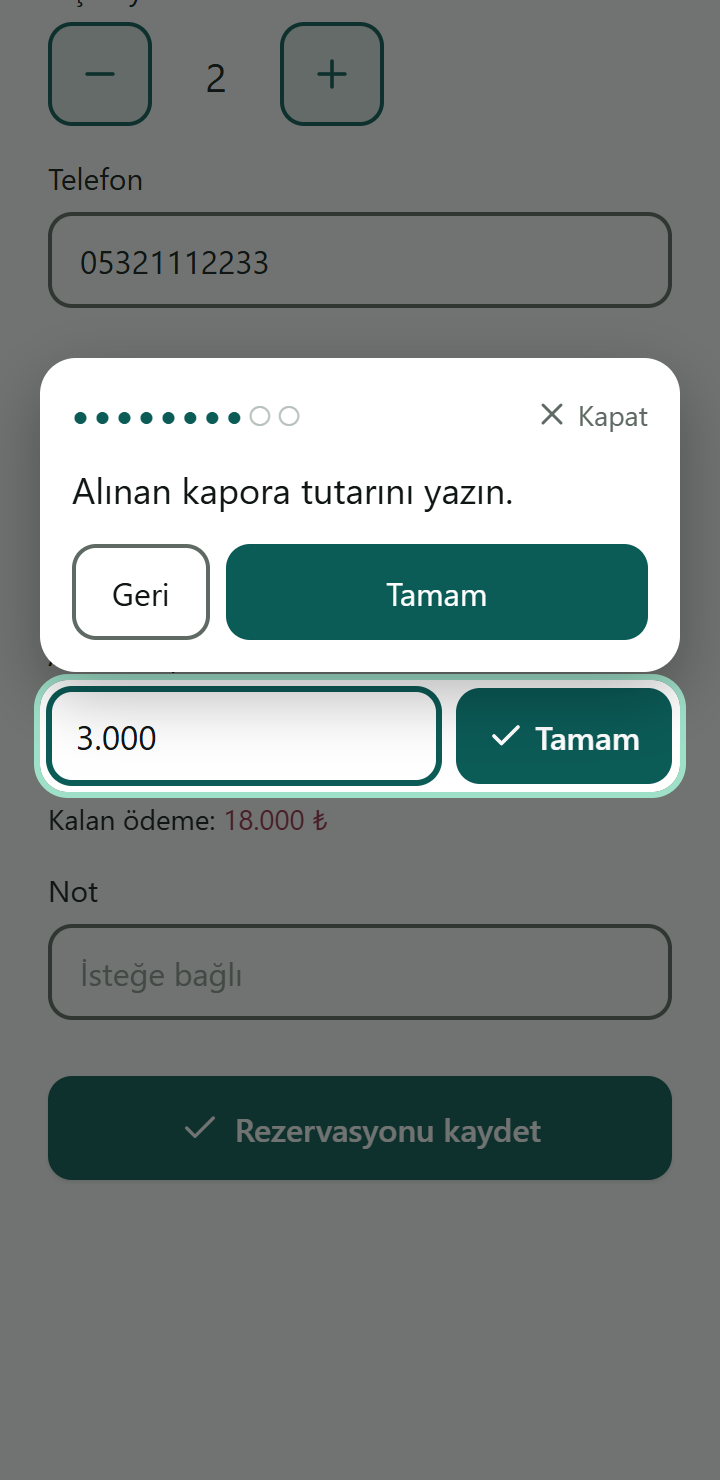 2
Telefon
05321112233
Kapat
Alınan kapora tutarını yazın.
Geri
Tamam
3.000
Tamam
Kalan ödeme: 18.000 ₺
Not
İsteğe bağlı
Rezervasyonu kaydet